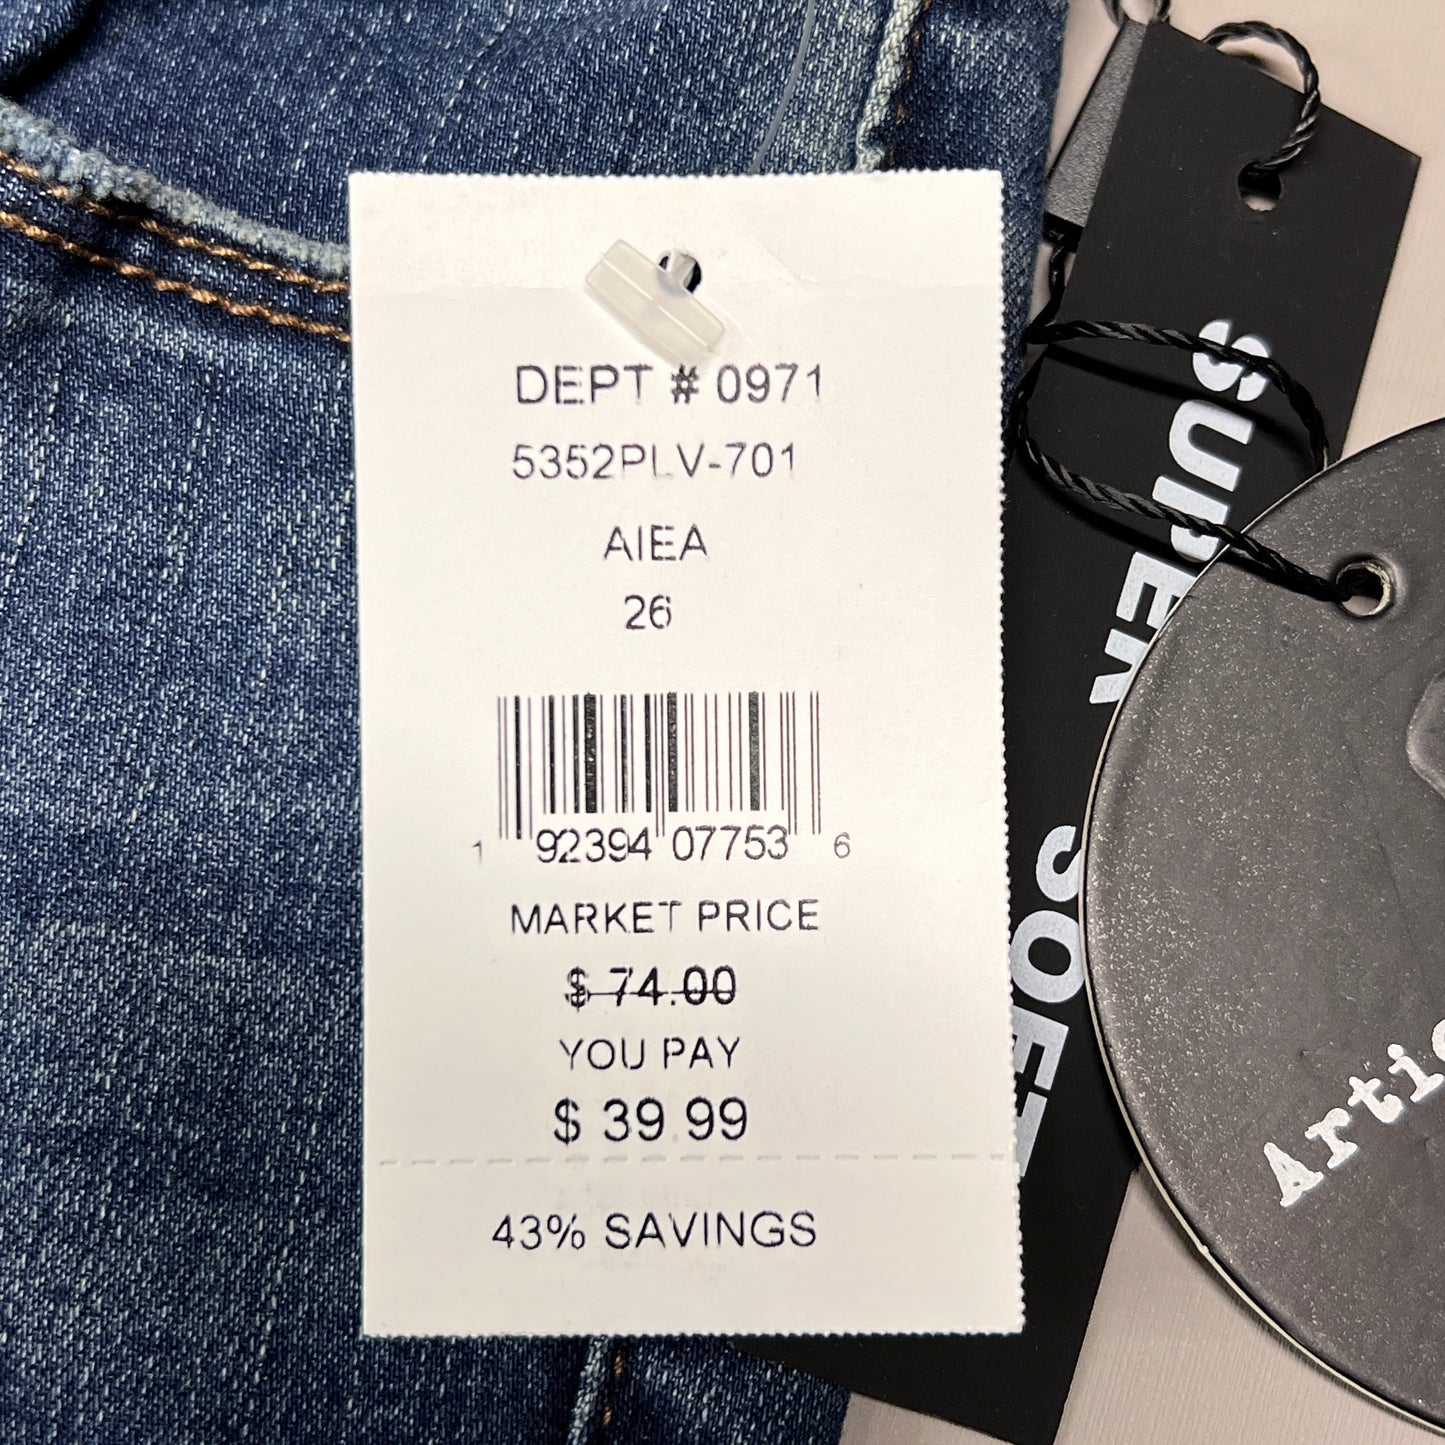 DEPT # 0971
5352PLV-701
AIEA
26
1 92394 07753 6
MARKET PRICE
$ 74.00
YOU PAY
$ 39.99
43% SAVINGS
SUPER SOFT